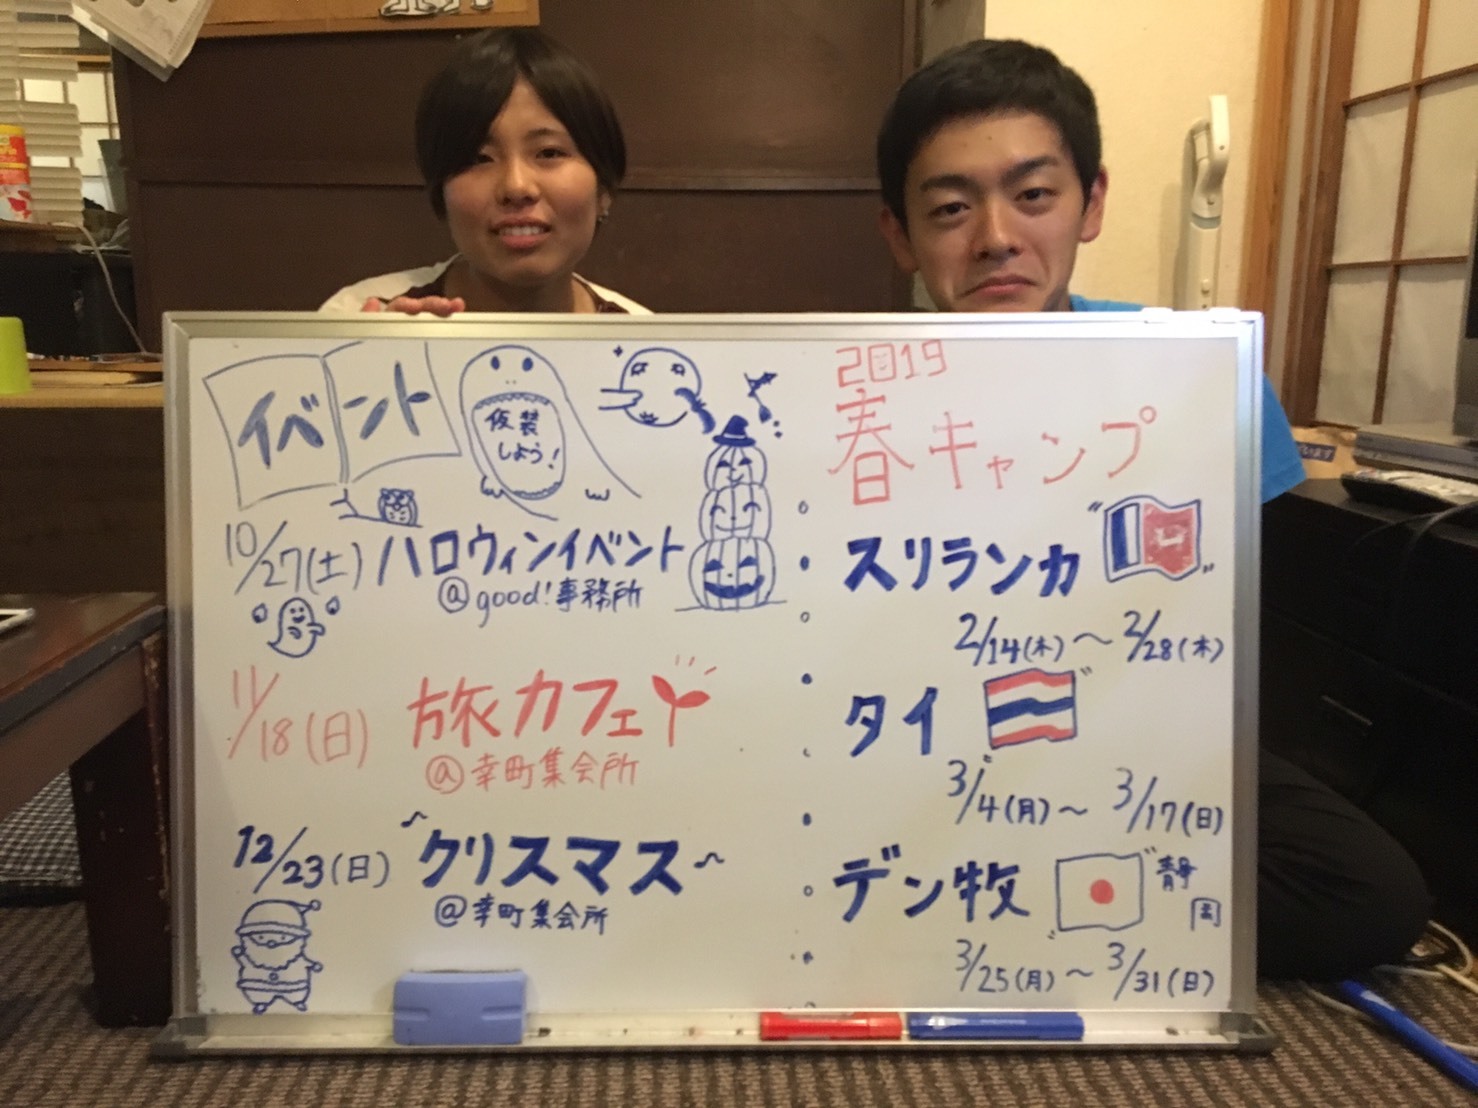 イベント
仮装
しよう!
10/27(土) ハロウィンイベント
@good!事務所
11/18(日) 旅カフェ
@幸町集会所
12/23(日) クリスマス~
@幸町集会所
2019
春キャンプ
スリランカ
2/14(木)~2/28(木)
タイ
3/4(月)~3/17(日)
デン牧 静岡
3/25(月)~3/31(日)